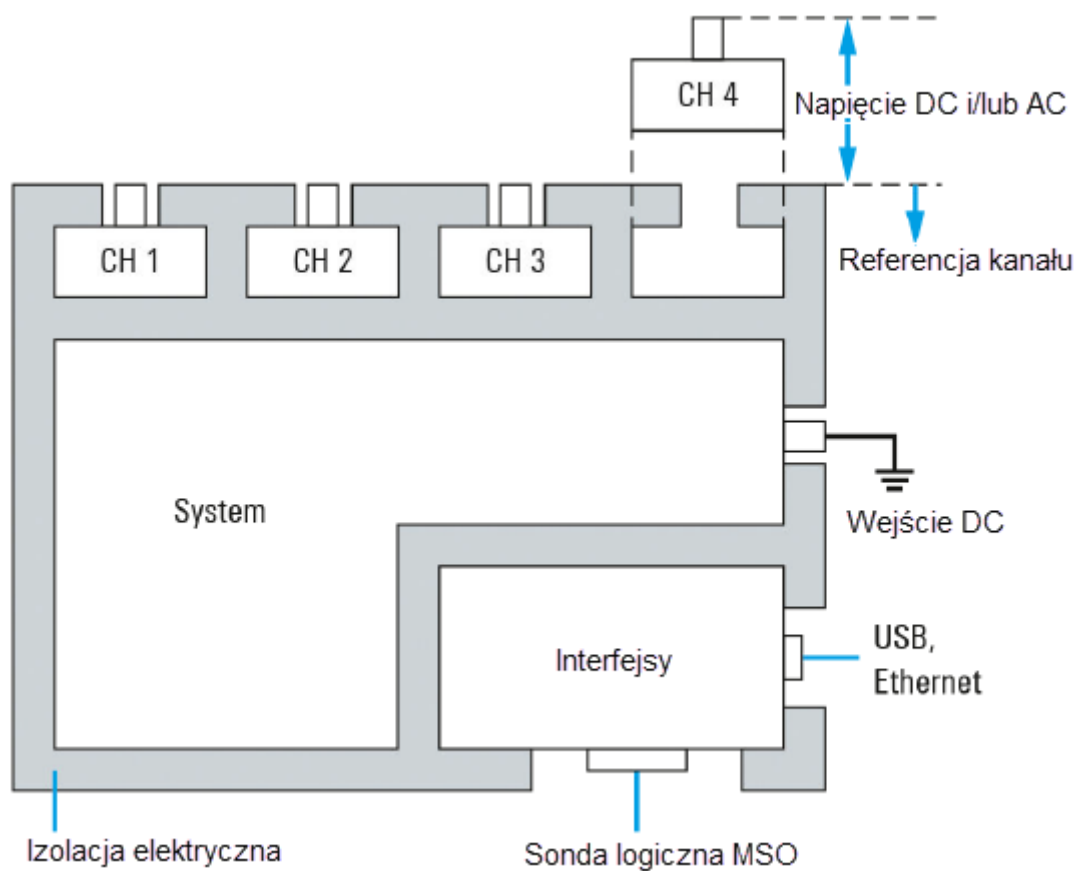 CH 4
Napięcie DC i/lub AC
CH 1
CH 2
CH 3
Referencja kanału
System
Wejście DC
Interfejsy
USB,
Ethernet
Izolacja elektryczna
Sonda logiczna MSO